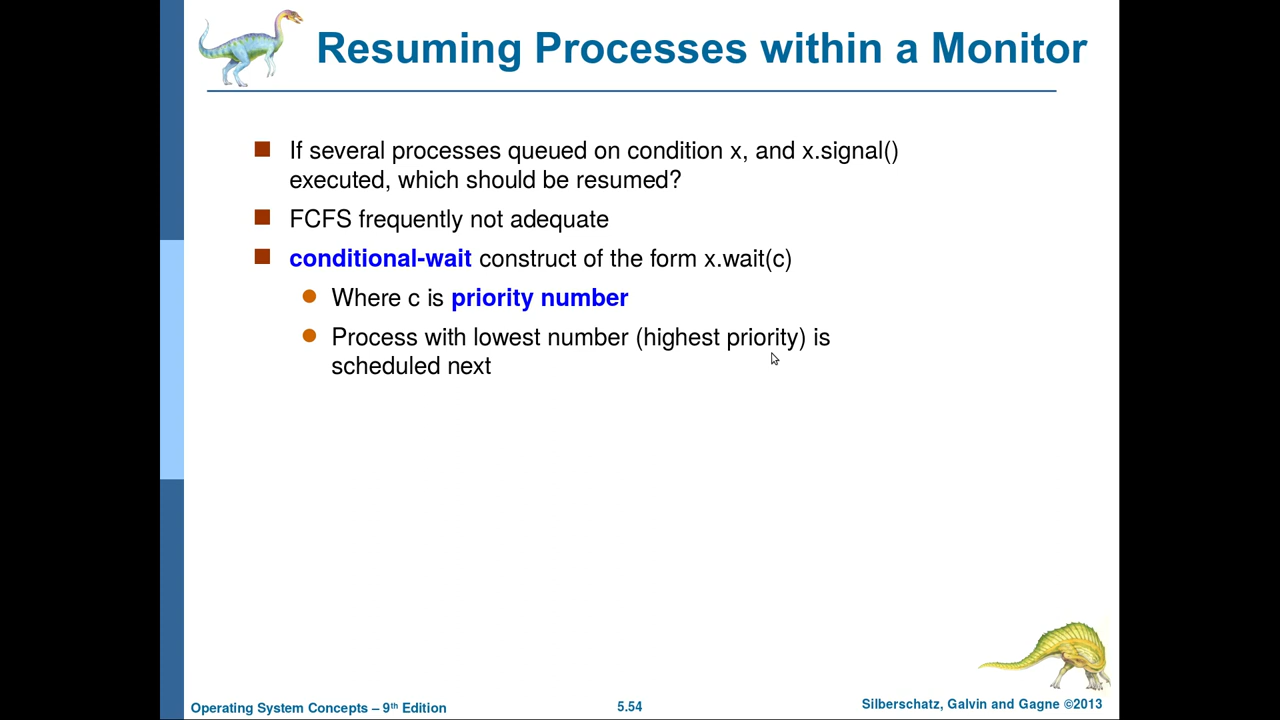 Resuming Processes within a Monitor
If several processes queued on condition x, and x.signal()
executed, which should be resumed?
FCFS frequently not adequate
conditional-wait construct of the form x.wait(c)
Where c is priority number
Process with lowest number (highest priority) is
scheduled next
Operating System Concepts – 9th Edition
5.54
Silberschatz, Galvin and Gagne ©2013